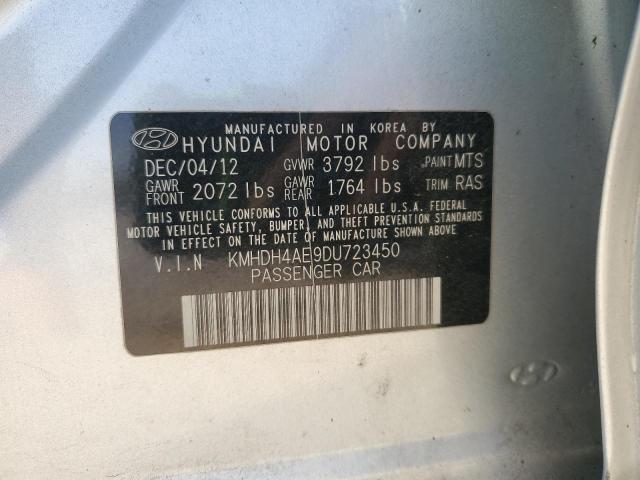 MANUFACTURED IN KOREA BY
HYUNDAI MOTOR COMPANY
DEC/04/12 GVWR 3792 lbs PAINT MTS
GAWR FRONT 2072 lbs GAWR REAR 1764 lbs TRIM RAS
THIS VEHICLE CONFORMS TO ALL APPLICABLE U.S.A. FEDERAL
MOTOR VEHICLE SAFETY, BUMPER, AND THEFT PREVENTION STANDARDS
IN EFFECT ON THE DATE OF MANUFACTURE SHOWN ABOVE.
V.I.N KMHDH4AE9DU723450
PASSENGER CAR